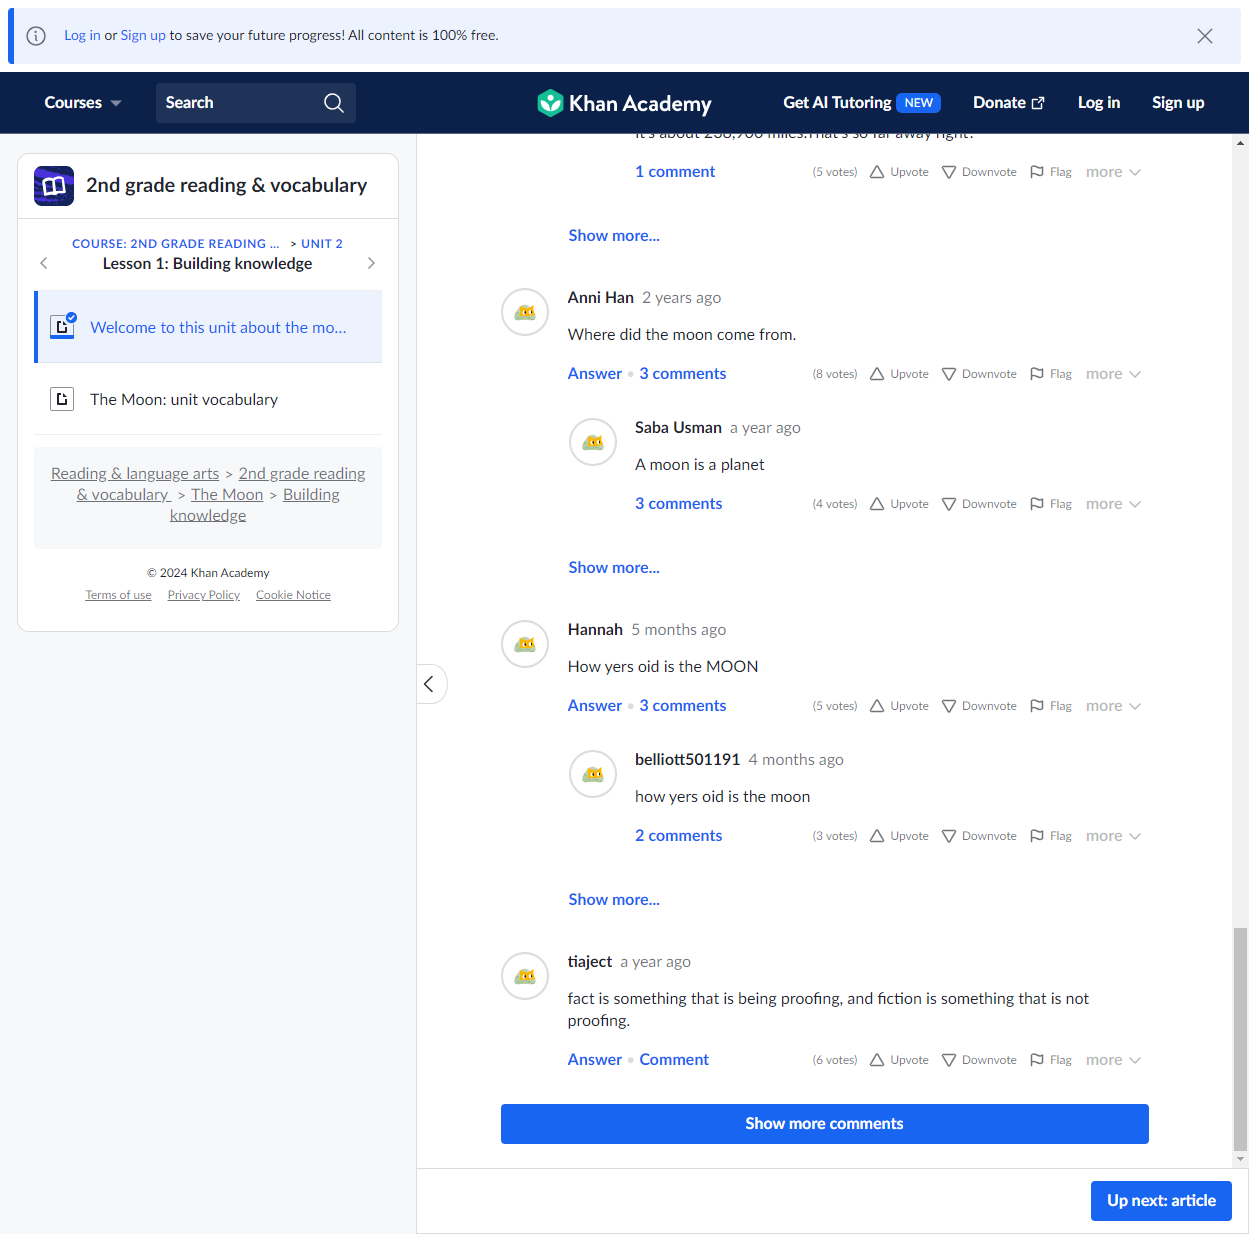 Log in or Sign up to save your future progress! All content is 100% free.
Courses
Search
Khan Academy
Get AI Tutoring NEW
Donate
Log in
Sign up
2nd grade reading & vocabulary
COURSE: 2ND GRADE READING ... > UNIT 2
Lesson 1: Building knowledge
Welcome to this unit about the mo...
The Moon: unit vocabulary
Reading & language arts > 2nd grade reading
& vocabulary > The Moon > Building
knowledge
© 2024 Khan Academy
Terms of use Privacy Policy Cookie Notice
It's about 238,900 miles.That's so far away right?
1 comment (5 votes) Upvote Downvote Flag more
Show more...
Anni Han 2 years ago
Where did the moon come from.
Answer • 3 comments (8 votes) Upvote Downvote Flag more
Saba Usman a year ago
A moon is a planet
3 comments (4 votes) Upvote Downvote Flag more
Show more...
Hannah 5 months ago
How yers oid is the MOON
Answer • 3 comments (5 votes) Upvote Downvote Flag more
belliott501191 4 months ago
how yers oid is the moon
2 comments (3 votes) Upvote Downvote Flag more
Show more...
tiaject a year ago
fact is something that is being proofing, and fiction is something that is not
proofing.
Answer • Comment (6 votes) Upvote Downvote Flag more
Show more comments
Up next: article